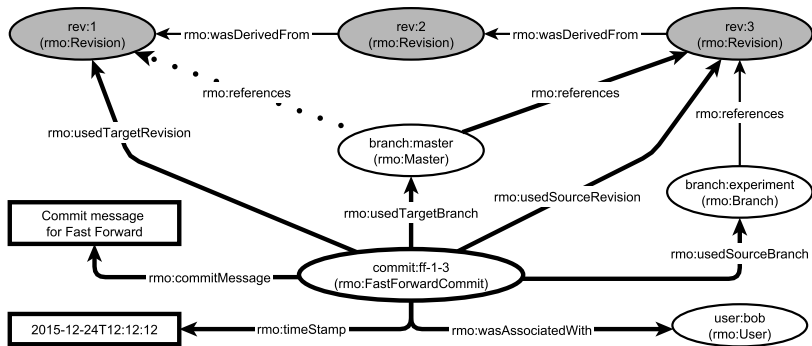 rev:1
(rmo:Revision)
rmo:wasDerivedFrom
rev:2
(rmo:Revision)
rmo:wasDerivedFrom
rev:3
(rmo:Revision)
rmo:references
rmo:references
rmo:references
rmo:usedTargetRevision
branch:master
(rmo:Master)
branch:experiment
(rmo:Branch)
rmo:usedSourceRevision
rmo:usedTargetBranch
Commit message
for Fast Forward
rmo:usedSourceBranch
commit:ff-1-3
(rmo:FastForwardCommit)
rmo:commitMessage
2015-12-24T12:12:12
rmo:timeStamp
rmo:wasAssociatedWith
user:bob
(rmo:User)